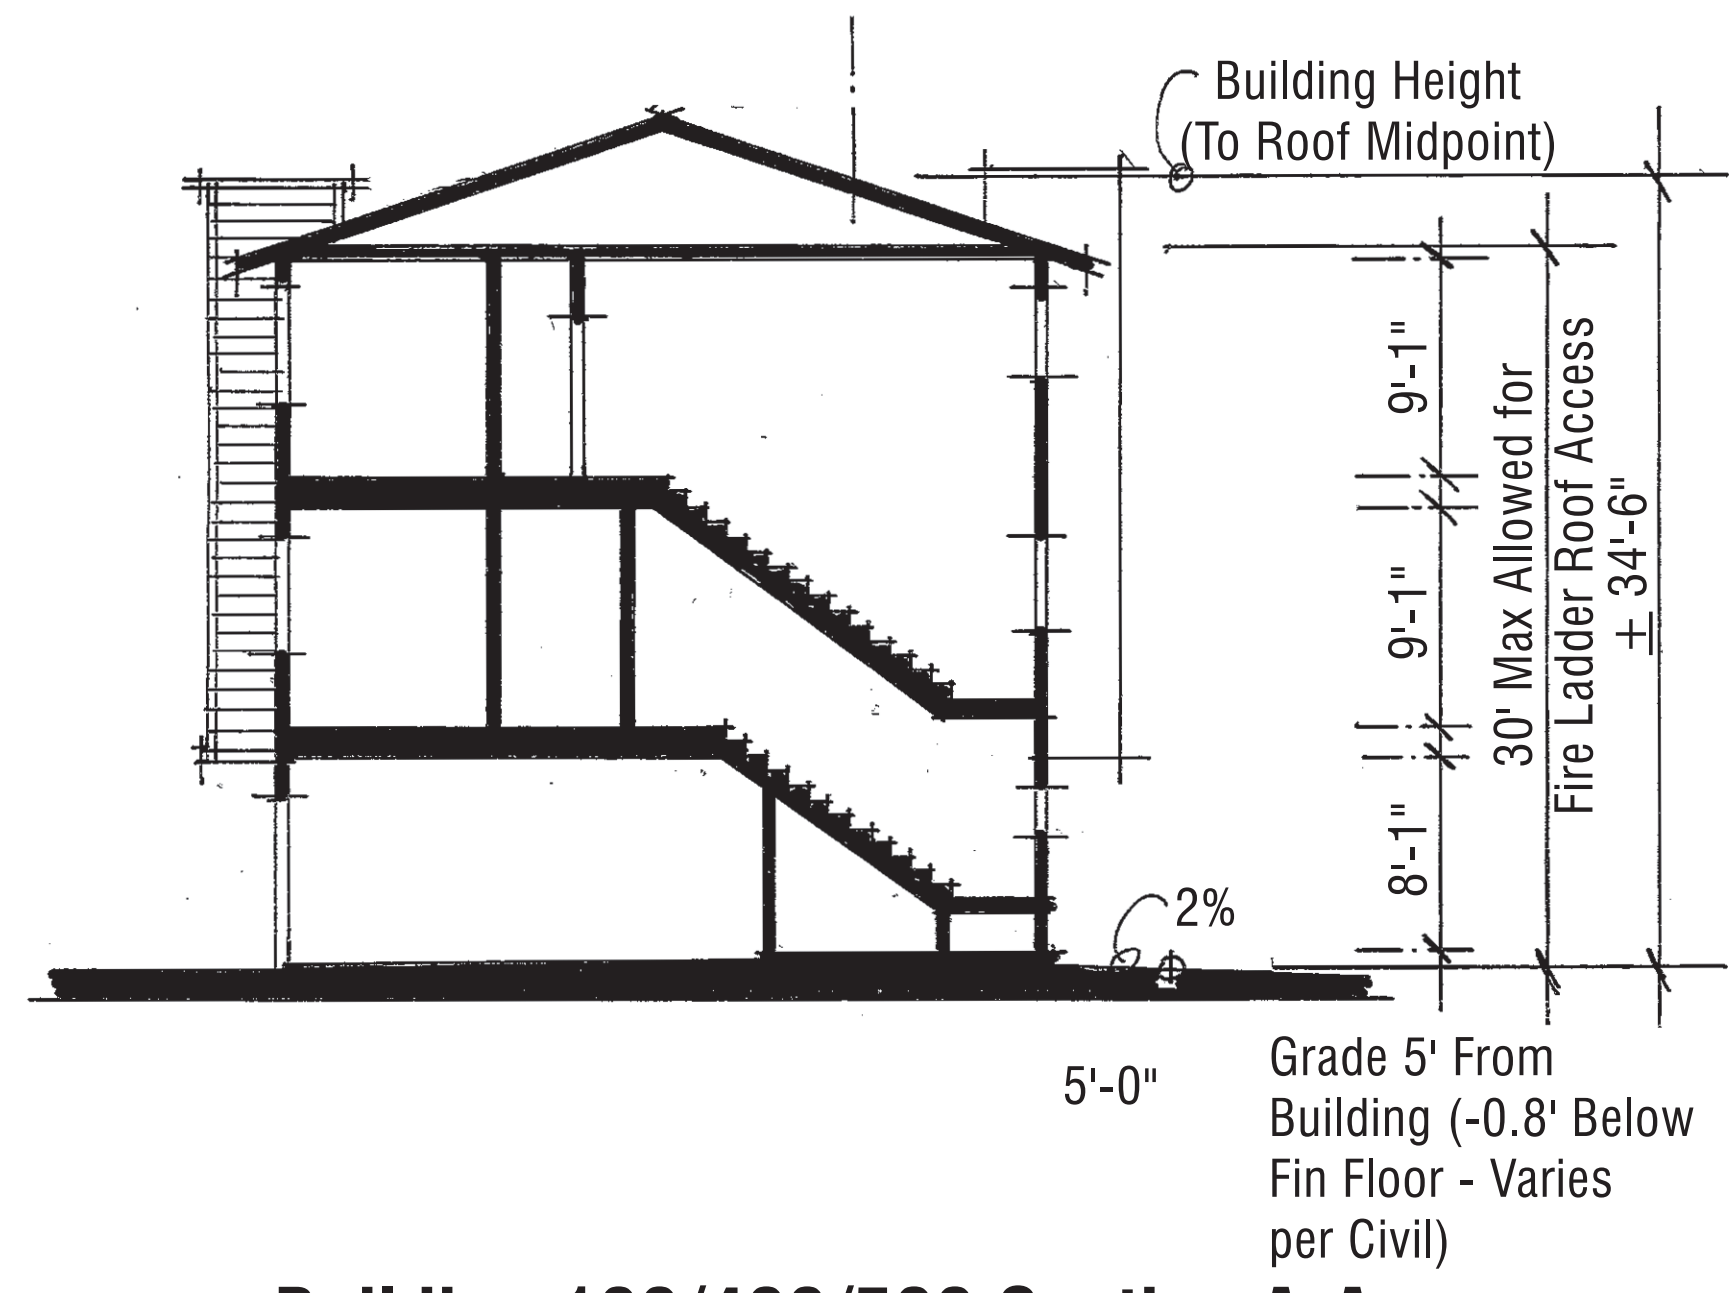 Building Height
(To Roof Midpoint)
9'-1"
30' Max Allowed for
Fire Ladder Roof Access
± 34'-6"
9'-1"
8'-1"
2%
5'-0"
Grade 5' From
Building (-0.8' Below
Fin Floor - Varies
per Civil)